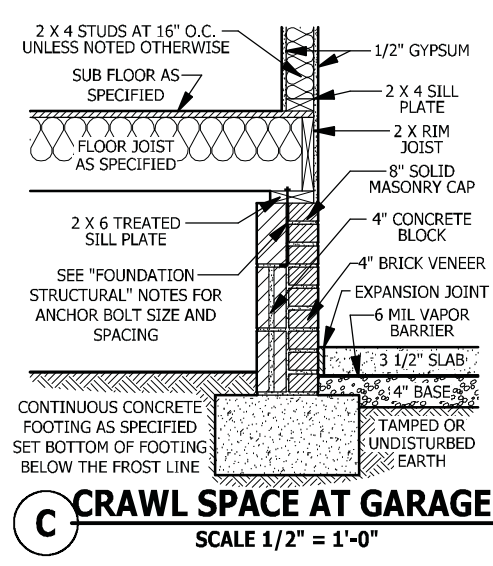 2 X 4 STUDS AT 16" O.C.
UNLESS NOTED OTHERWISE
1/2" GYPSUM
SUB FLOOR AS
SPECIFIED
2 X 4 SILL
PLATE
FLOOR JOIST
AS SPECIFIED
2 X RIM
JOIST
8" SOLID
MASONRY CAP
2 X 6 TREATED
SILL PLATE
4" CONCRETE
BLOCK
SEE "FOUNDATION
STRUCTURAL" NOTES FOR
ANCHOR BOLT SIZE AND
SPACING
4" BRICK VENEER
EXPANSION JOINT
6 MIL VAPOR
BARRIER
3 1/2" SLAB
4" BASE
CONTINUOUS CONCRETE
FOOTING AS SPECIFIED
SET BOTTOM OF FOOTING
BELOW THE FROST LINE
TAMPED OR
UNDISTURBED
EARTH
C
CRAWL SPACE AT GARAGE
SCALE 1/2" = 1'-0"